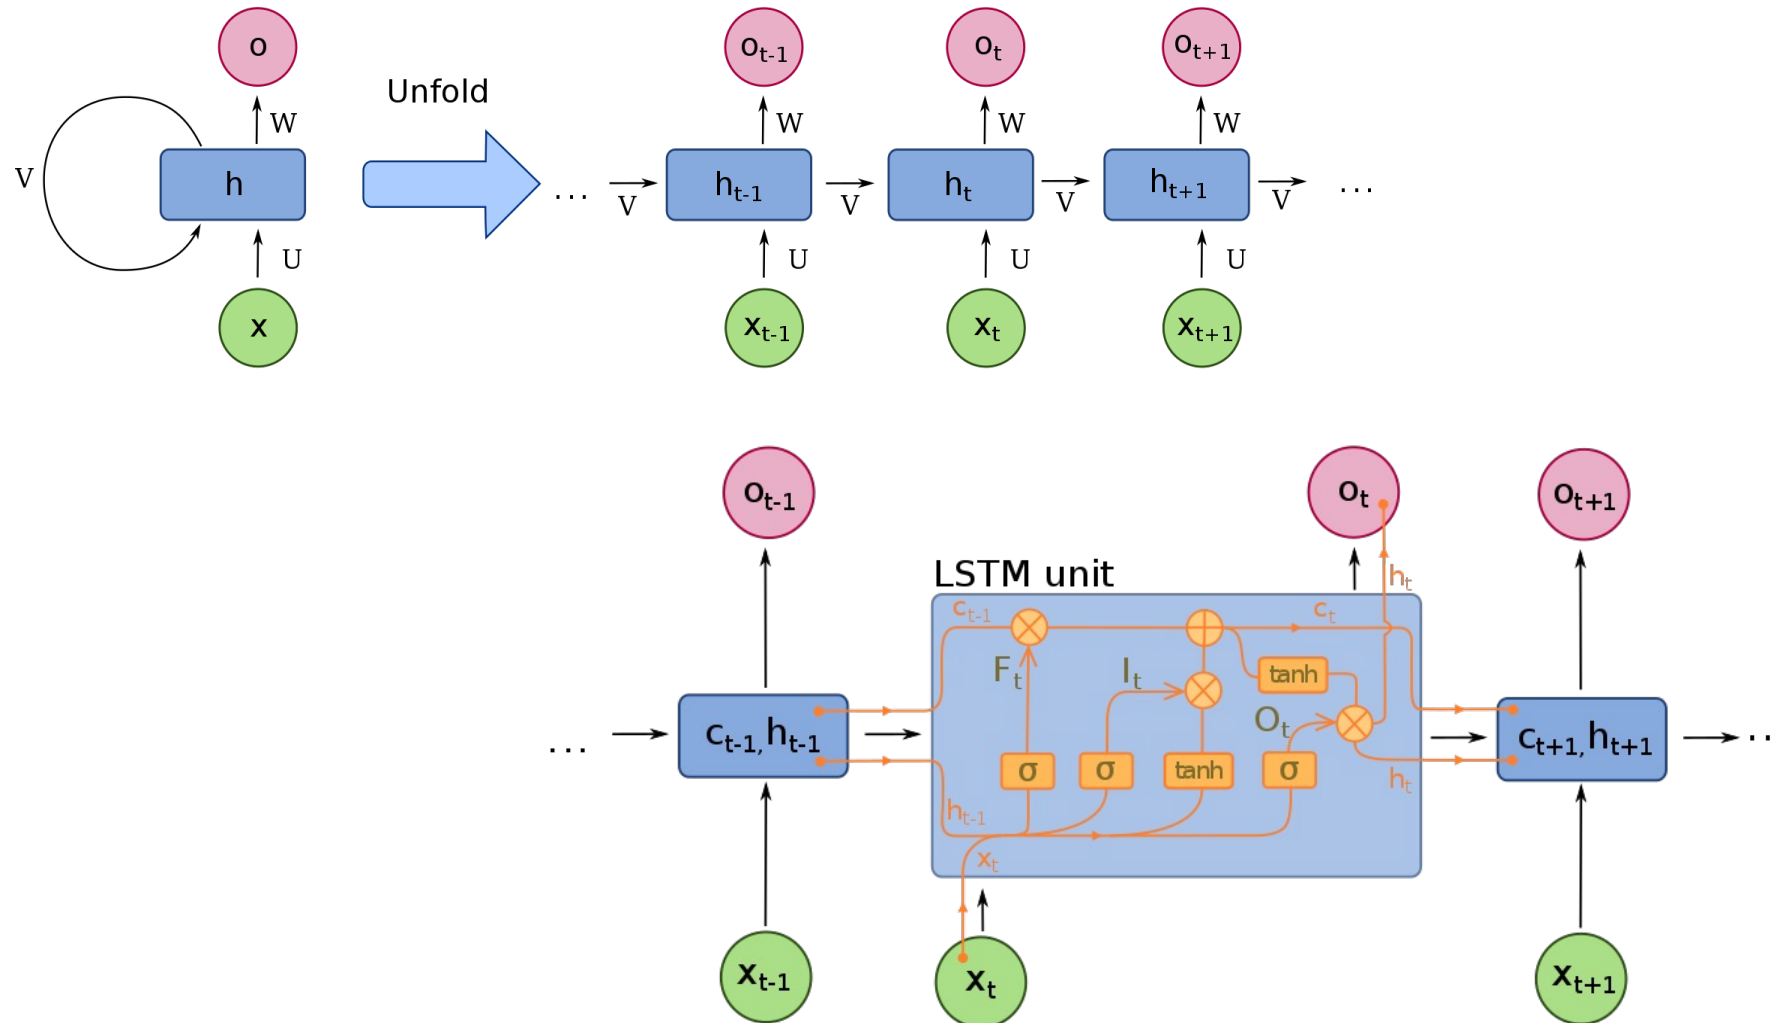 o
o_{t-1}
o_t
o_{t+1}
Unfold
W
W
W
W
V
h
...
V
h_{t-1}
V
h_t
V
h_{t+1}
V
...
U
U
U
U
x
x_{t-1}
x_t
x_{t+1}
o_{t-1}
o_t
o_{t+1}
LSTM unit
h_t
c_{t-1}
c_t
F_t
I_t
tanh
O_t
...
c_{t-1}, h_{t-1}
c_{t+1}, h_{t+1}
..
σ
σ
tanh
σ
h_t
h_{t-1}
x_t
x_{t-1}
x_t
x_{t+1}